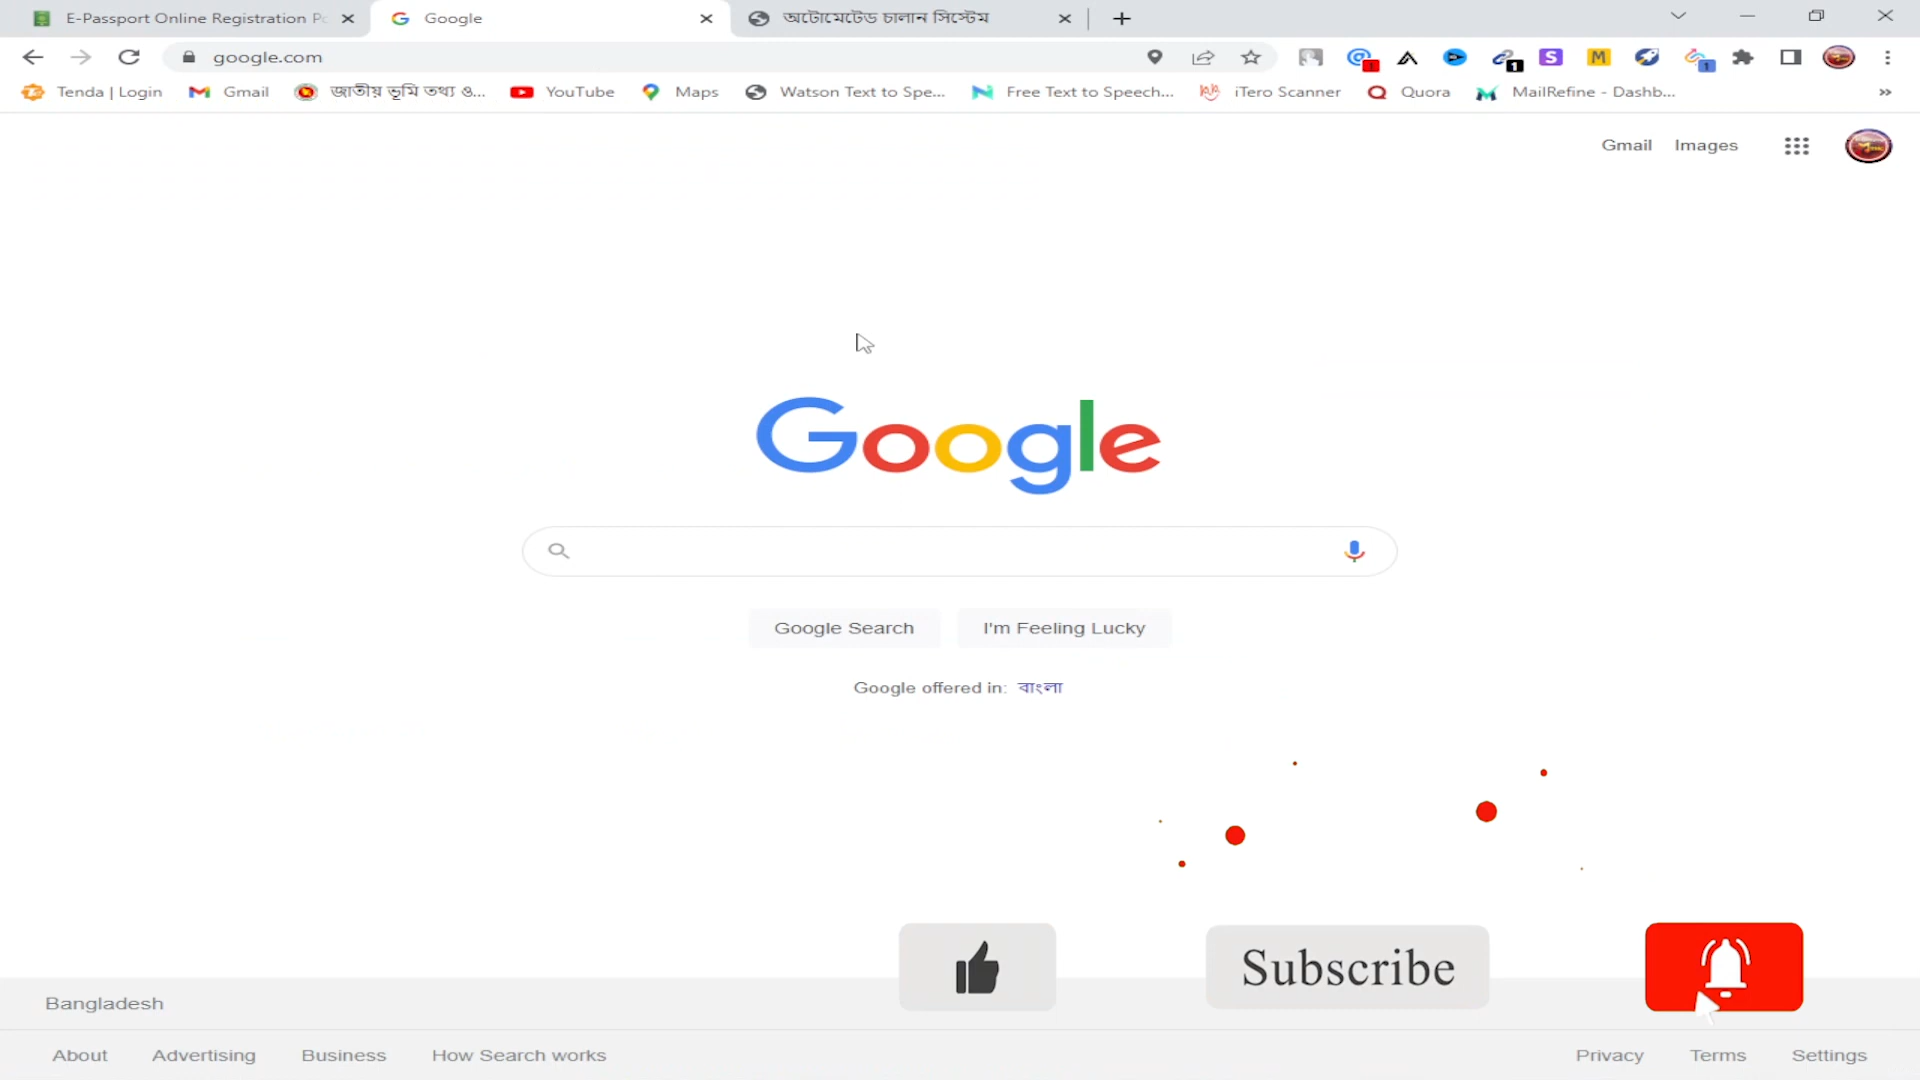 E-Passport Online Registration Po
Google
অটোমেটেড চালান সিস্টেম
google.com
Tenda | Login
Gmail
জাতীয় ভূমি তথ্য ও...
YouTube
Maps
Watson Text to Spe...
Free Text to Speech...
iTero Scanner
Quora
MailRefine - Dashb...
Gmail Images
Google
Google Search
I'm Feeling Lucky
Google offered in: বাংলা
Subscribe
Bangladesh
About Advertising Business How Search works
Privacy Terms Settings